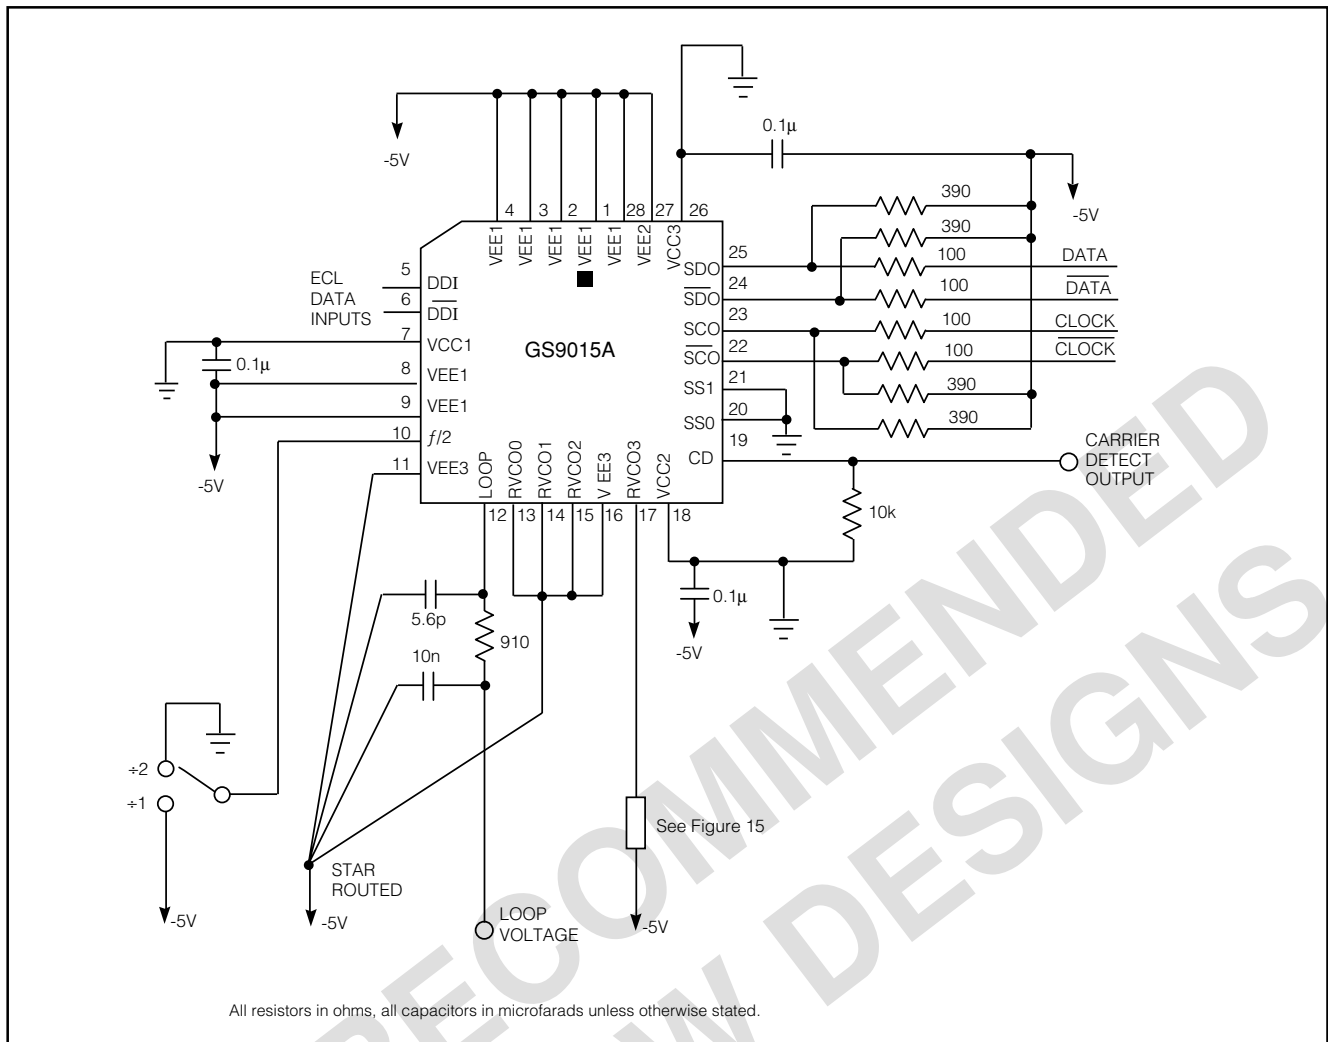 0.1µ
-5V
390
-5V
4 3 2 1 28 27 26
390
VEE1 VEE1 VEE1 VEE1 VEE1 VEE2 VCC3
25
SDO
100
DATA
24
SDO
100
DATA
23
SCO
100
CLOCK
22
SCO
100
CLOCK
21
SS1
390
20
SS0
390
19
CD
CARRIER
DETECT
OUTPUT
ECL
DATA
INPUTS
5
DDI
6
DDI
7
VCC1
GS9015A
0.1µ
8
VEE1
9
VEE1
10
f/2
11
VEE3
-5V
LOOP RVCO0 RVCO1 RVCO2 V EE3 RVCO3 VCC2
12 13 14 15 16 17 18
10k
5.6p
910
0.1µ
10n
-5V
÷2
÷1
See Figure 15
STAR
ROUTED
-5V
-5V
LOOP
VOLTAGE
-5V
RECOMMENDED
W DESIGNS
All resistors in ohms, all capacitors in microfarads unless otherwise stated.